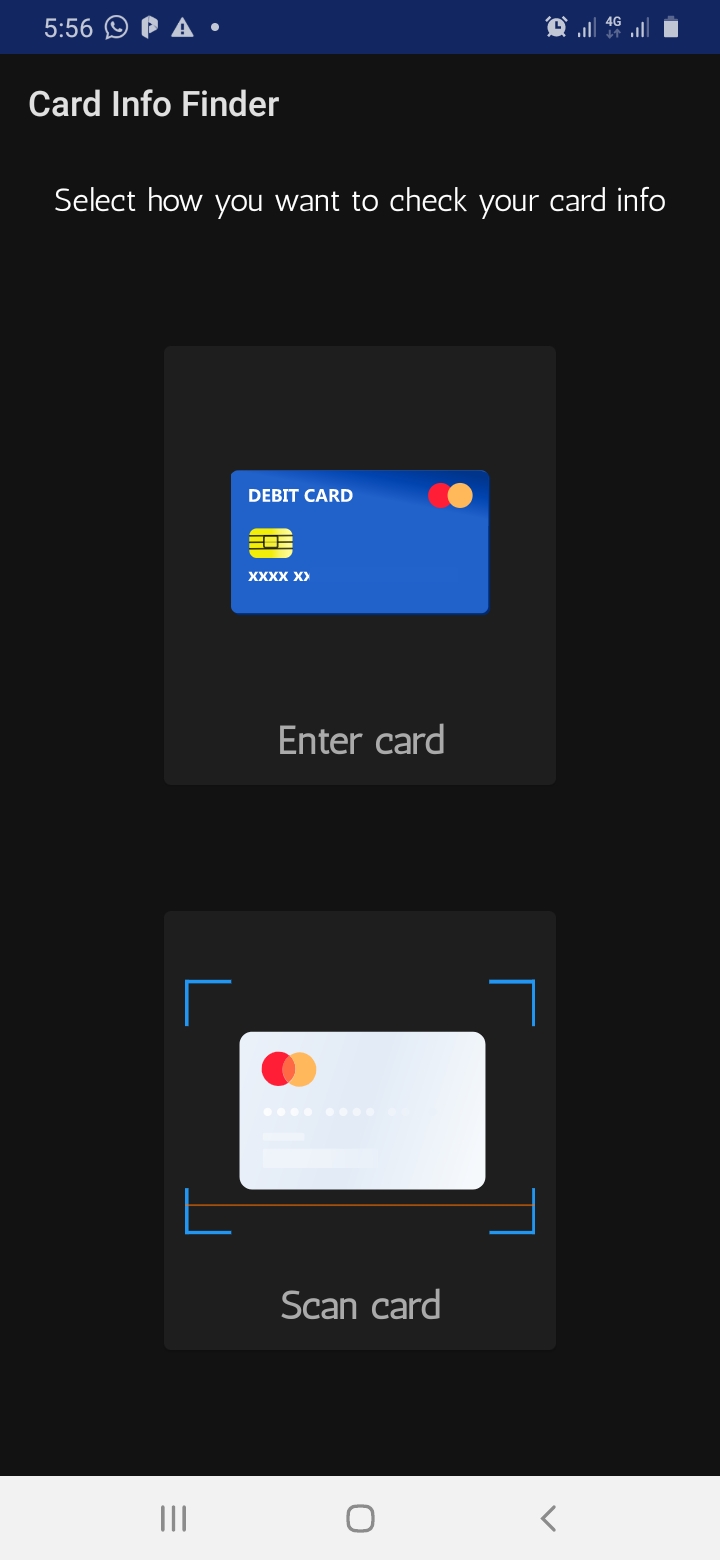 5:56
4G
Card Info Finder
Select how you want to check your card info
DEBIT CARD
XXXX XX
Enter card
Scan card